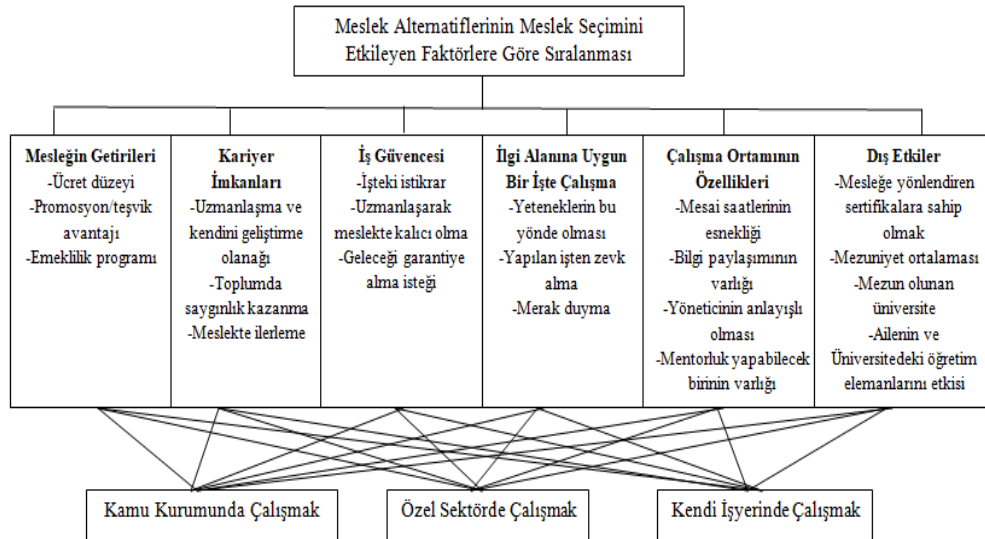 Meslek Alternatiflerinin Meslek Seçimini
Etkileyen Faktörlere Göre Sıralanması
Mesleğin Getirileri
-Ücret düzeyi
-Promosyon/teşvik
avantajı
-Emeklilik programı
Kariyer
İmkanları
-Uzmanlaşma ve
kendini geliştirme
olanağı
-Toplumda
saygınlık kazanma
-Meslekte ilerleme
İş Güvencesi
-İşteki istikrar
-Uzmanlaşarak
meslekte kalıcı olma
-Geleceği garantiye
alma isteği
İlgi Alanına Uygun
Bir İşte Çalışma
-Yeteneklerin bu
yönde olması
-Yapılan işten zevk
alma
-Merak duyma
Çalışma Ortamının
Özellikleri
-Mesai saatlerinin
esnekliği
-Bilgi paylaşımının
varlığı
-Yöneticinin anlayışlı
olması
-Mentorluk yapabilecek
birinin varlığı
Dış Etkiler
-Mesleğe yönlendiren
sertifikalara sahip
olmak
-Mezuniyet ortalaması
-Mezun olunan
üniversite
-Ailenin ve
Üniversitedeki öğretim
elemanlarını etkisi
Kamu Kurumunda Çalışmak
Özel Sektörde Çalışmak
Kendi İşyerinde Çalışmak